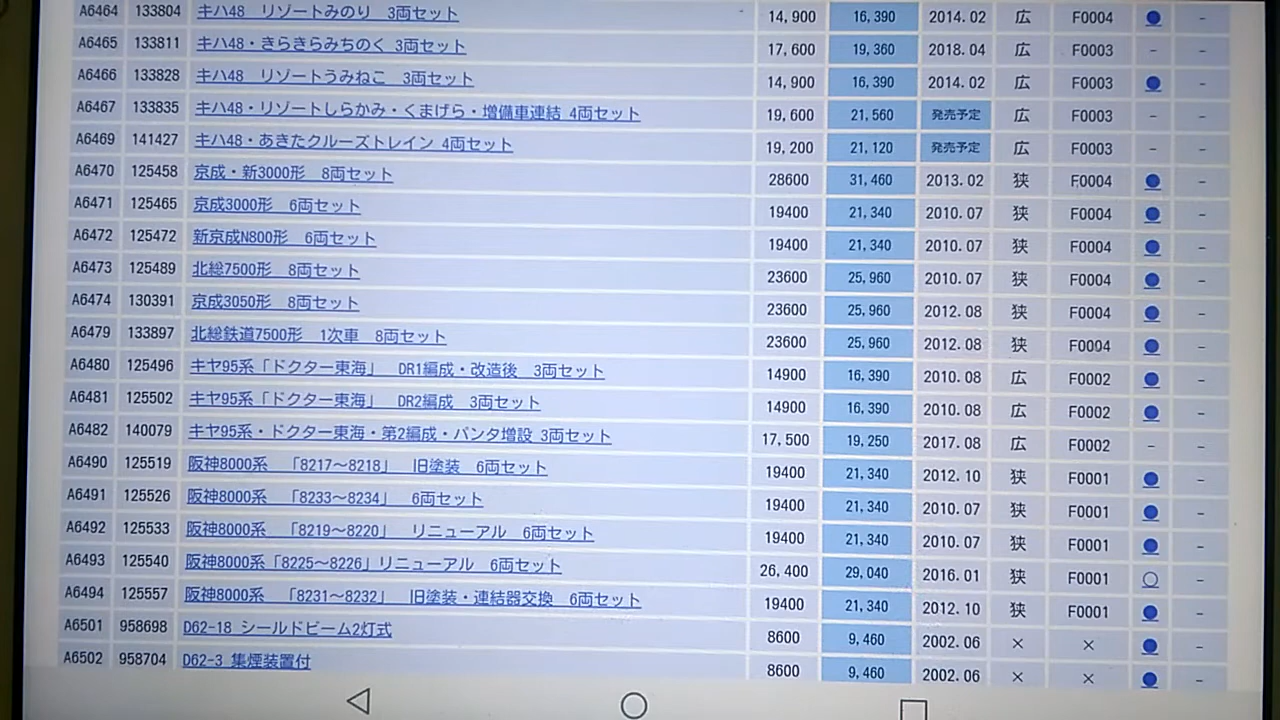 A6464 133804 キハ48　リゾートみのり　3両セット 14,900 16,390 2014.02 広 F0004 ● -
A6465 133811 キハ48・きらきらみちのく 3両セット 17,600 19,360 2018.04 広 F0003 - -
A6466 133828 キハ48　リゾートうみねこ　3両セット 14,900 16,390 2014.02 広 F0003 ● -
A6467 133835 キハ48・リゾートしらかみ・くまげら・増備車連結 4両セット 19,600 21,560 発売予定 広 F0003 - -
A6469 141427 キハ48・あきたクルーズトレイン 4両セット 19,200 21,120 発売予定 広 F0003 - -
A6470 125458 京成・新3000形　8両セット 28600 31,460 2013.02 狭 F0004 ● -
A6471 125465 京成3000形　6両セット 19400 21,340 2010.07 狭 F0004 ● -
A6472 125472 新京成N800形　6両セット 19400 21,340 2010.07 狭 F0004 ● -
A6473 125489 北総7500形　8両セット 23600 25,960 2010.07 狭 F0004 ● -
A6474 130391 京成3050形　8両セット 23600 25,960 2012.08 狭 F0004 ● -
A6479 133897 北総鉄道7500形　1次車　8両セット 23600 25,960 2012.08 狭 F0004 ● -
A6480 125496 キヤ95系「ドクター東海」　DR1編成・改造後　3両セット 14900 16,390 2010.08 広 F0002 ● -
A6481 125502 キヤ95系「ドクター東海」　DR2編成　3両セット 14900 16,390 2010.08 広 F0002 ● -
A6482 140079 キヤ95系・ドクター東海・第2編成・パンタ増設 3両セット 17,500 19,250 2017.08 広 F0002 - -
A6490 125519 阪神8000系　「8217～8218」　旧塗装　6両セット 19400 21,340 2012.10 狭 F0001 ● -
A6491 125526 阪神8000系　「8233～8234」　6両セット 19400 21,340 2010.07 狭 F0001 ● -
A6492 125533 阪神8000系　「8219～8220」　リニューアル　6両セット 19400 21,340 2010.07 狭 F0001 ● -
A6493 125540 阪神8000系「8225～8226」リニューアル　6両セット 26,400 29,040 2016.01 狭 F0001 ○ -
A6494 125557 阪神8000系　「8231～8232」　旧塗装・連結器交換　6両セット 19400 21,340 2012.10 狭 F0001 ● -
A6501 958698 D62-18 シールドビーム2灯式 8600 9,460 2002.06 × × ● -
A6502 958704 D62-3 集煙装置付 8600 9,460 2002.06 × × ● -